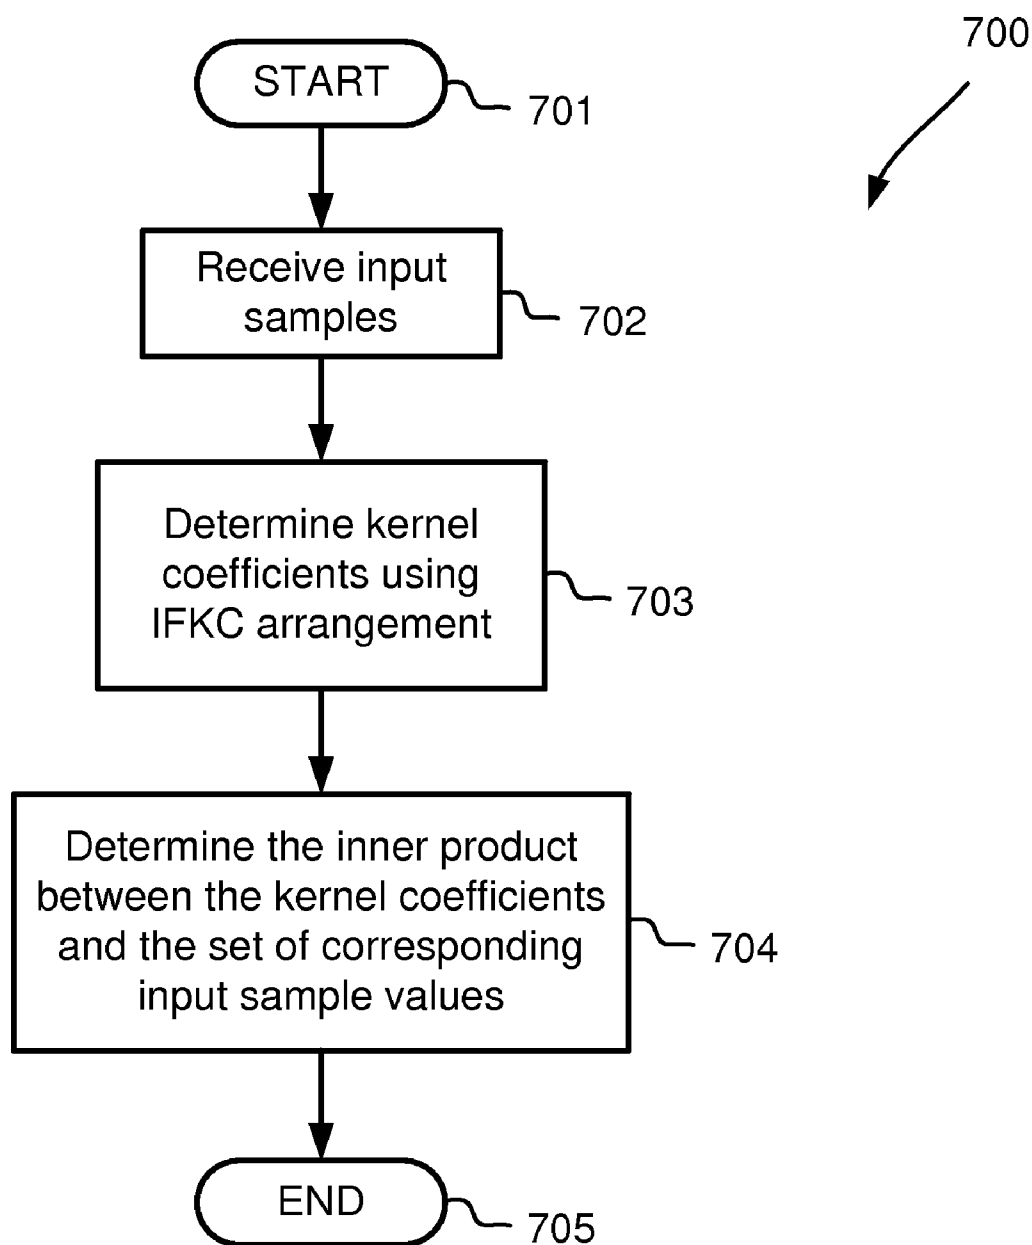 700
START
701
Receive input
samples
702
Determine kernel
coefficients using
IFKC arrangement
703
Determine the inner product
between the kernel coefficients
and the set of corresponding
input sample values
704
END
705